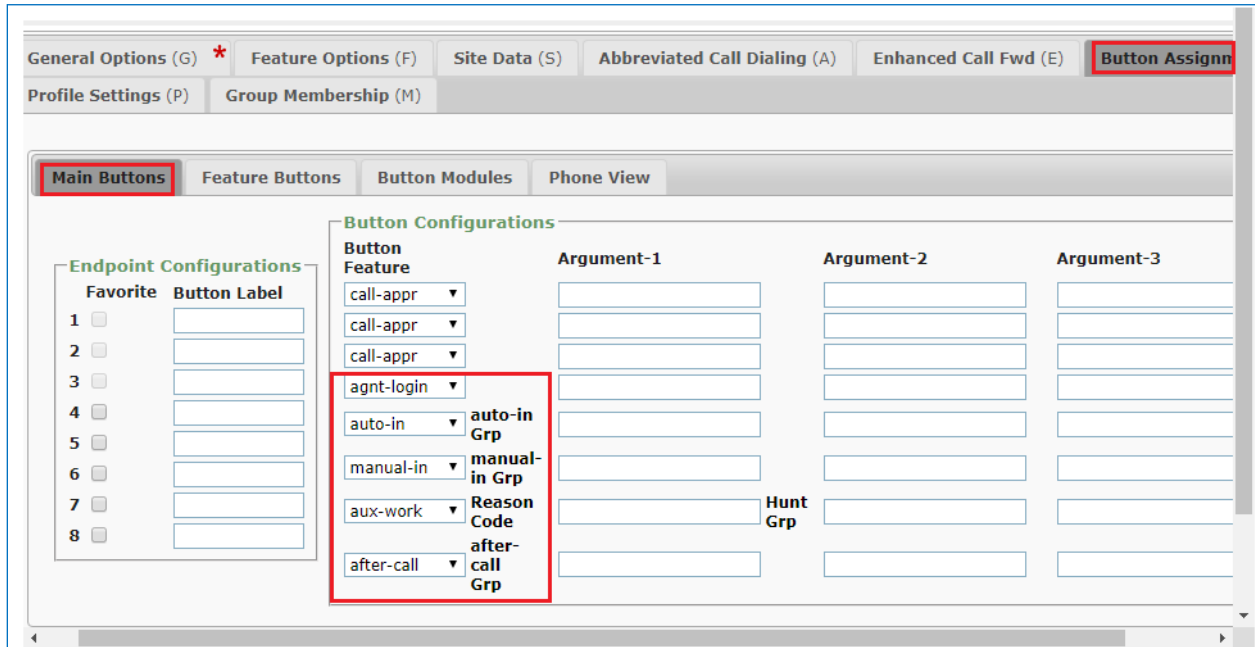 General Options (G) * Feature Options (F) Site Data (S) Abbreviated Call Dialing (A) Enhanced Call Fwd (E) Button Assignm
Profile Settings (P) Group Membership (M)
Main Buttons Feature Buttons Button Modules Phone View
Button Configurations
Endpoint Configurations
Favorite Button Label
1
2
3
4
5
6
7
8
Button
Feature
Argument-1 Argument-2 Argument-3
call-appr
call-appr
call-appr
agnt-login
auto-in auto-in
Grp
manual-in manual-
in Grp
aux-work Reason
Code
Hunt
Grp
after-call after-
call
Grp